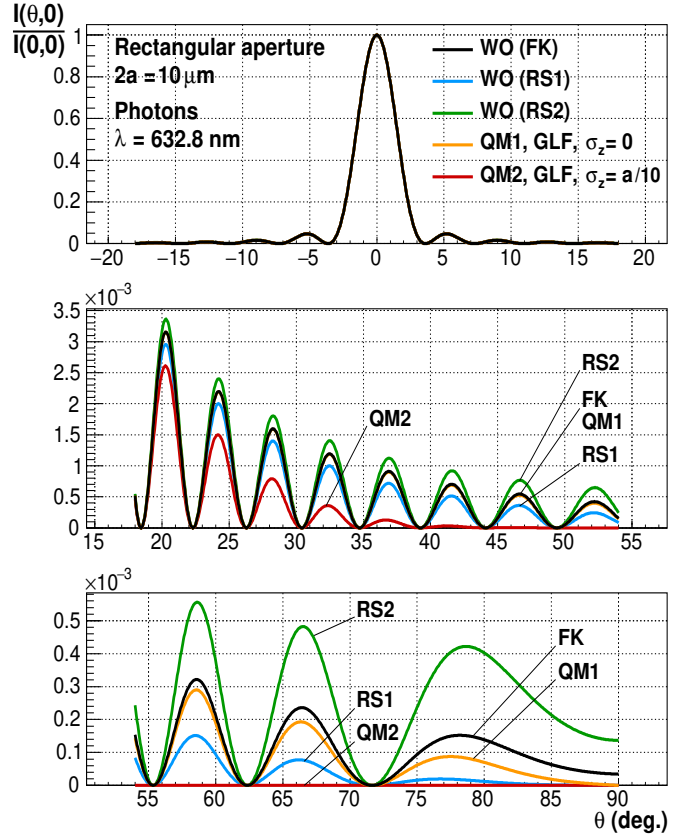 I(θ,0)
I(0,0)
Rectangular aperture
2a = 10 μm
Photons
λ = 632.8 nm
WO (FK)
WO (RS1)
WO (RS2)
QM1, GLF, σz = 0
QM2, GLF, σz = a/10
1
0.8
0.6
0.4
0.2
0
−20 −15 −10 −5 0 5 10 15 20
×10−3
3.5
3
2.5
2
1.5
1
0.5
0
QM2
RS2
FK
QM1
RS1
15 20 25 30 35 40 45 50 55
×10−3
0.5
0.4
0.3
0.2
0.1
0
RS2
RS1
QM2
FK
QM1
55 60 65 70 75 80 85 90
θ (deg.)